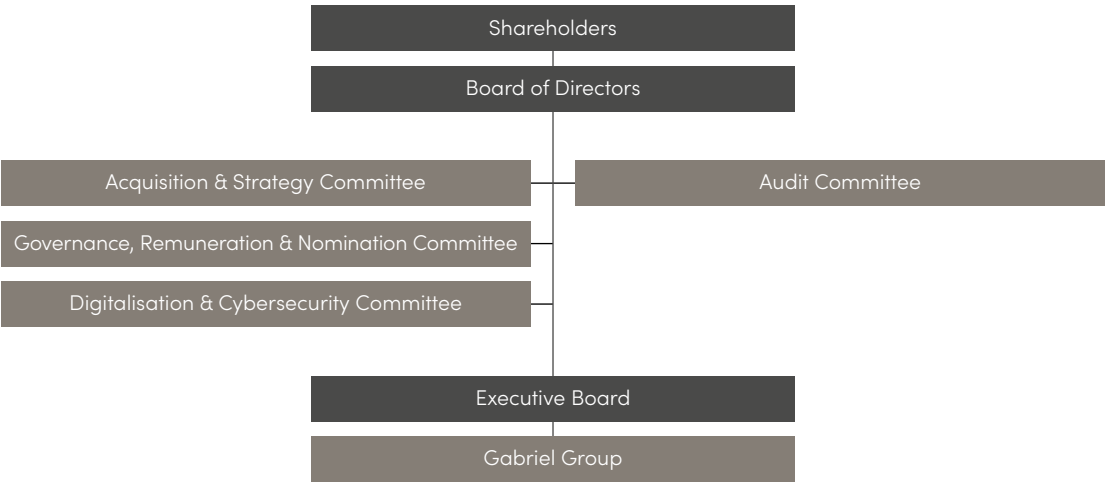 Shareholders
Board of Directors
Acquisition & Strategy Committee
Audit Committee
Governance, Remuneration & Nomination Committee
Digitalisation & Cybersecurity Committee
Executive Board
Gabriel Group